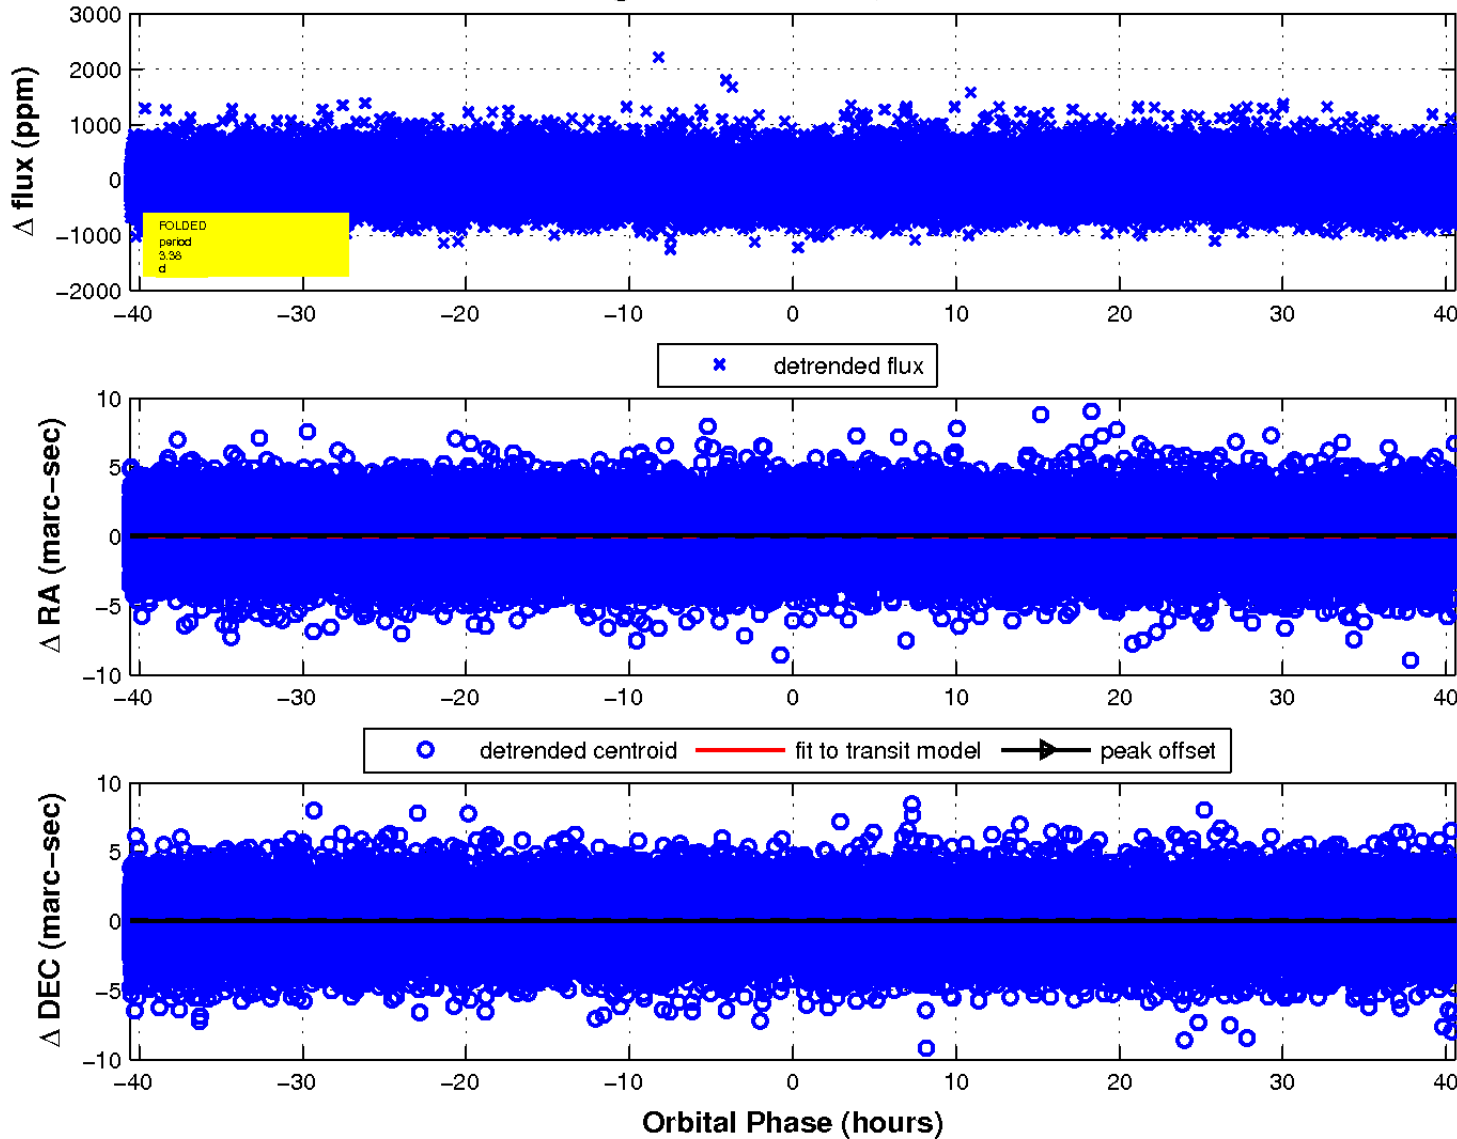 3000
2000
1000
0
−1000
−2000
Δ flux (ppm)
FOLDED
period
3.38
d
−40 −30 −20 −10 0 10 20 30 40
detrended flux
10
5
0
−5
−10
Δ RA (marc−sec)
−40 −30 −20 −10 0 10 20 30 40
detrended centroid fit to transit model peak offset
10
5
0
−5
−10
Δ DEC (marc−sec)
−40 −30 −20 −10 0 10 20 30 40
Orbital Phase (hours)